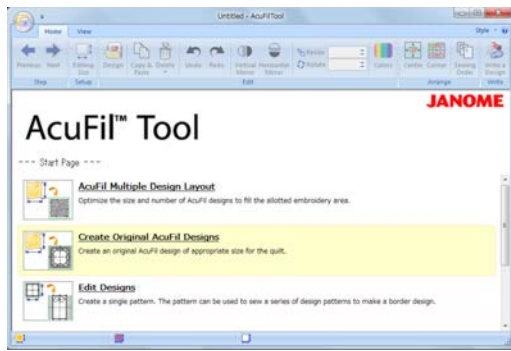 Untitled - AcuFilTool
Home View Style
Previous Next Editing Size Design Copy & Paste Delete Undo Redo Vertical Mirror Horizontal Mirror Resize Rotate Colors Center Corner Sewing Order Write a Design
Step Setup Edit Arrange Write
JANOME
AcuFil™ Tool
--- Start Page ---
AcuFil Multiple Design Layout
Optimize the size and number of AcuFil designs to fill the allotted embroidery area.
Create Original AcuFil Designs
Create an original AcuFil design of appropriate size for the quilt.
Edit Designs
Create a single pattern. The pattern can be used to sew a series of design patterns to make a border design.